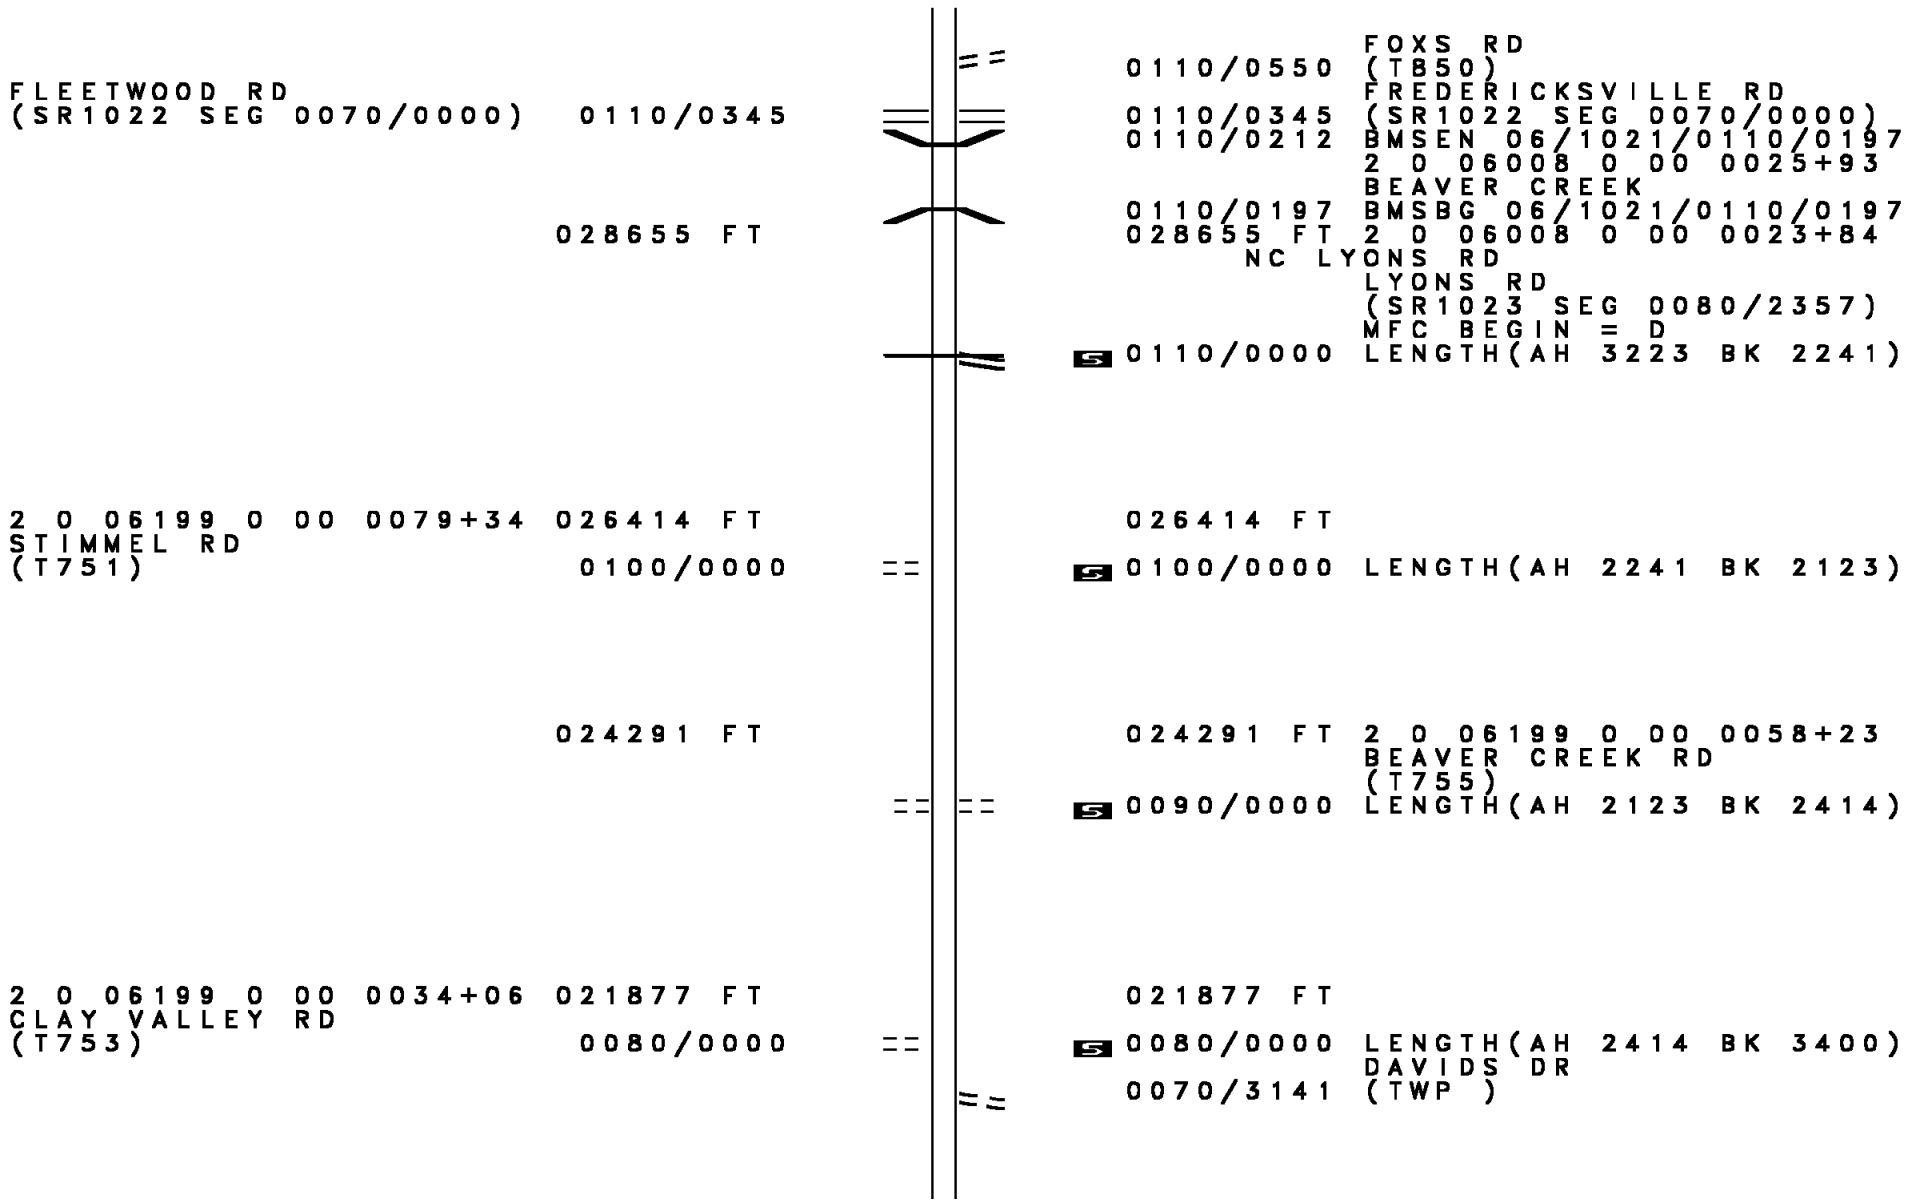 FOXS RD
0110/0550 (T850)
FLEETWOOD RD
FREDERICKSVILLE RD
(SR1022 SEG 0070/0000) 0110/0345
0110/0345 (SR1022 SEG 0070/0000)
0110/0212 BMSEN 06/1021/0110/0197
2 0 06008 0 00 0025+93
BEAVER CREEK
0110/0197 BMSBG 06/1021/0110/0197
028655 FT
028655 FT 2 0 06008 0 00 0023+84
NC LYONS RD
LYONS RD
(SR1023 SEG 0080/2357)
MFC BEGIN = D
S 0110/0000 LENGTH(AH 3223 BK 2241)
2 0 06199 0 00 0079+34 026414 FT
026414 FT
STIMMEL RD
(T751) 0100/0000
S 0100/0000 LENGTH(AH 2241 BK 2123)
024291 FT
024291 FT 2 0 06199 0 00 0058+23
BEAVER CREEK RD
(T755)
S 0090/0000 LENGTH(AH 2123 BK 2414)
2 0 06199 0 00 0034+06 021877 FT
021877 FT
CLAY VALLEY RD
(T753) 0080/0000
S 0080/0000 LENGTH(AH 2414 BK 3400)
DAVIDS DR
0070/3141 (TWP )